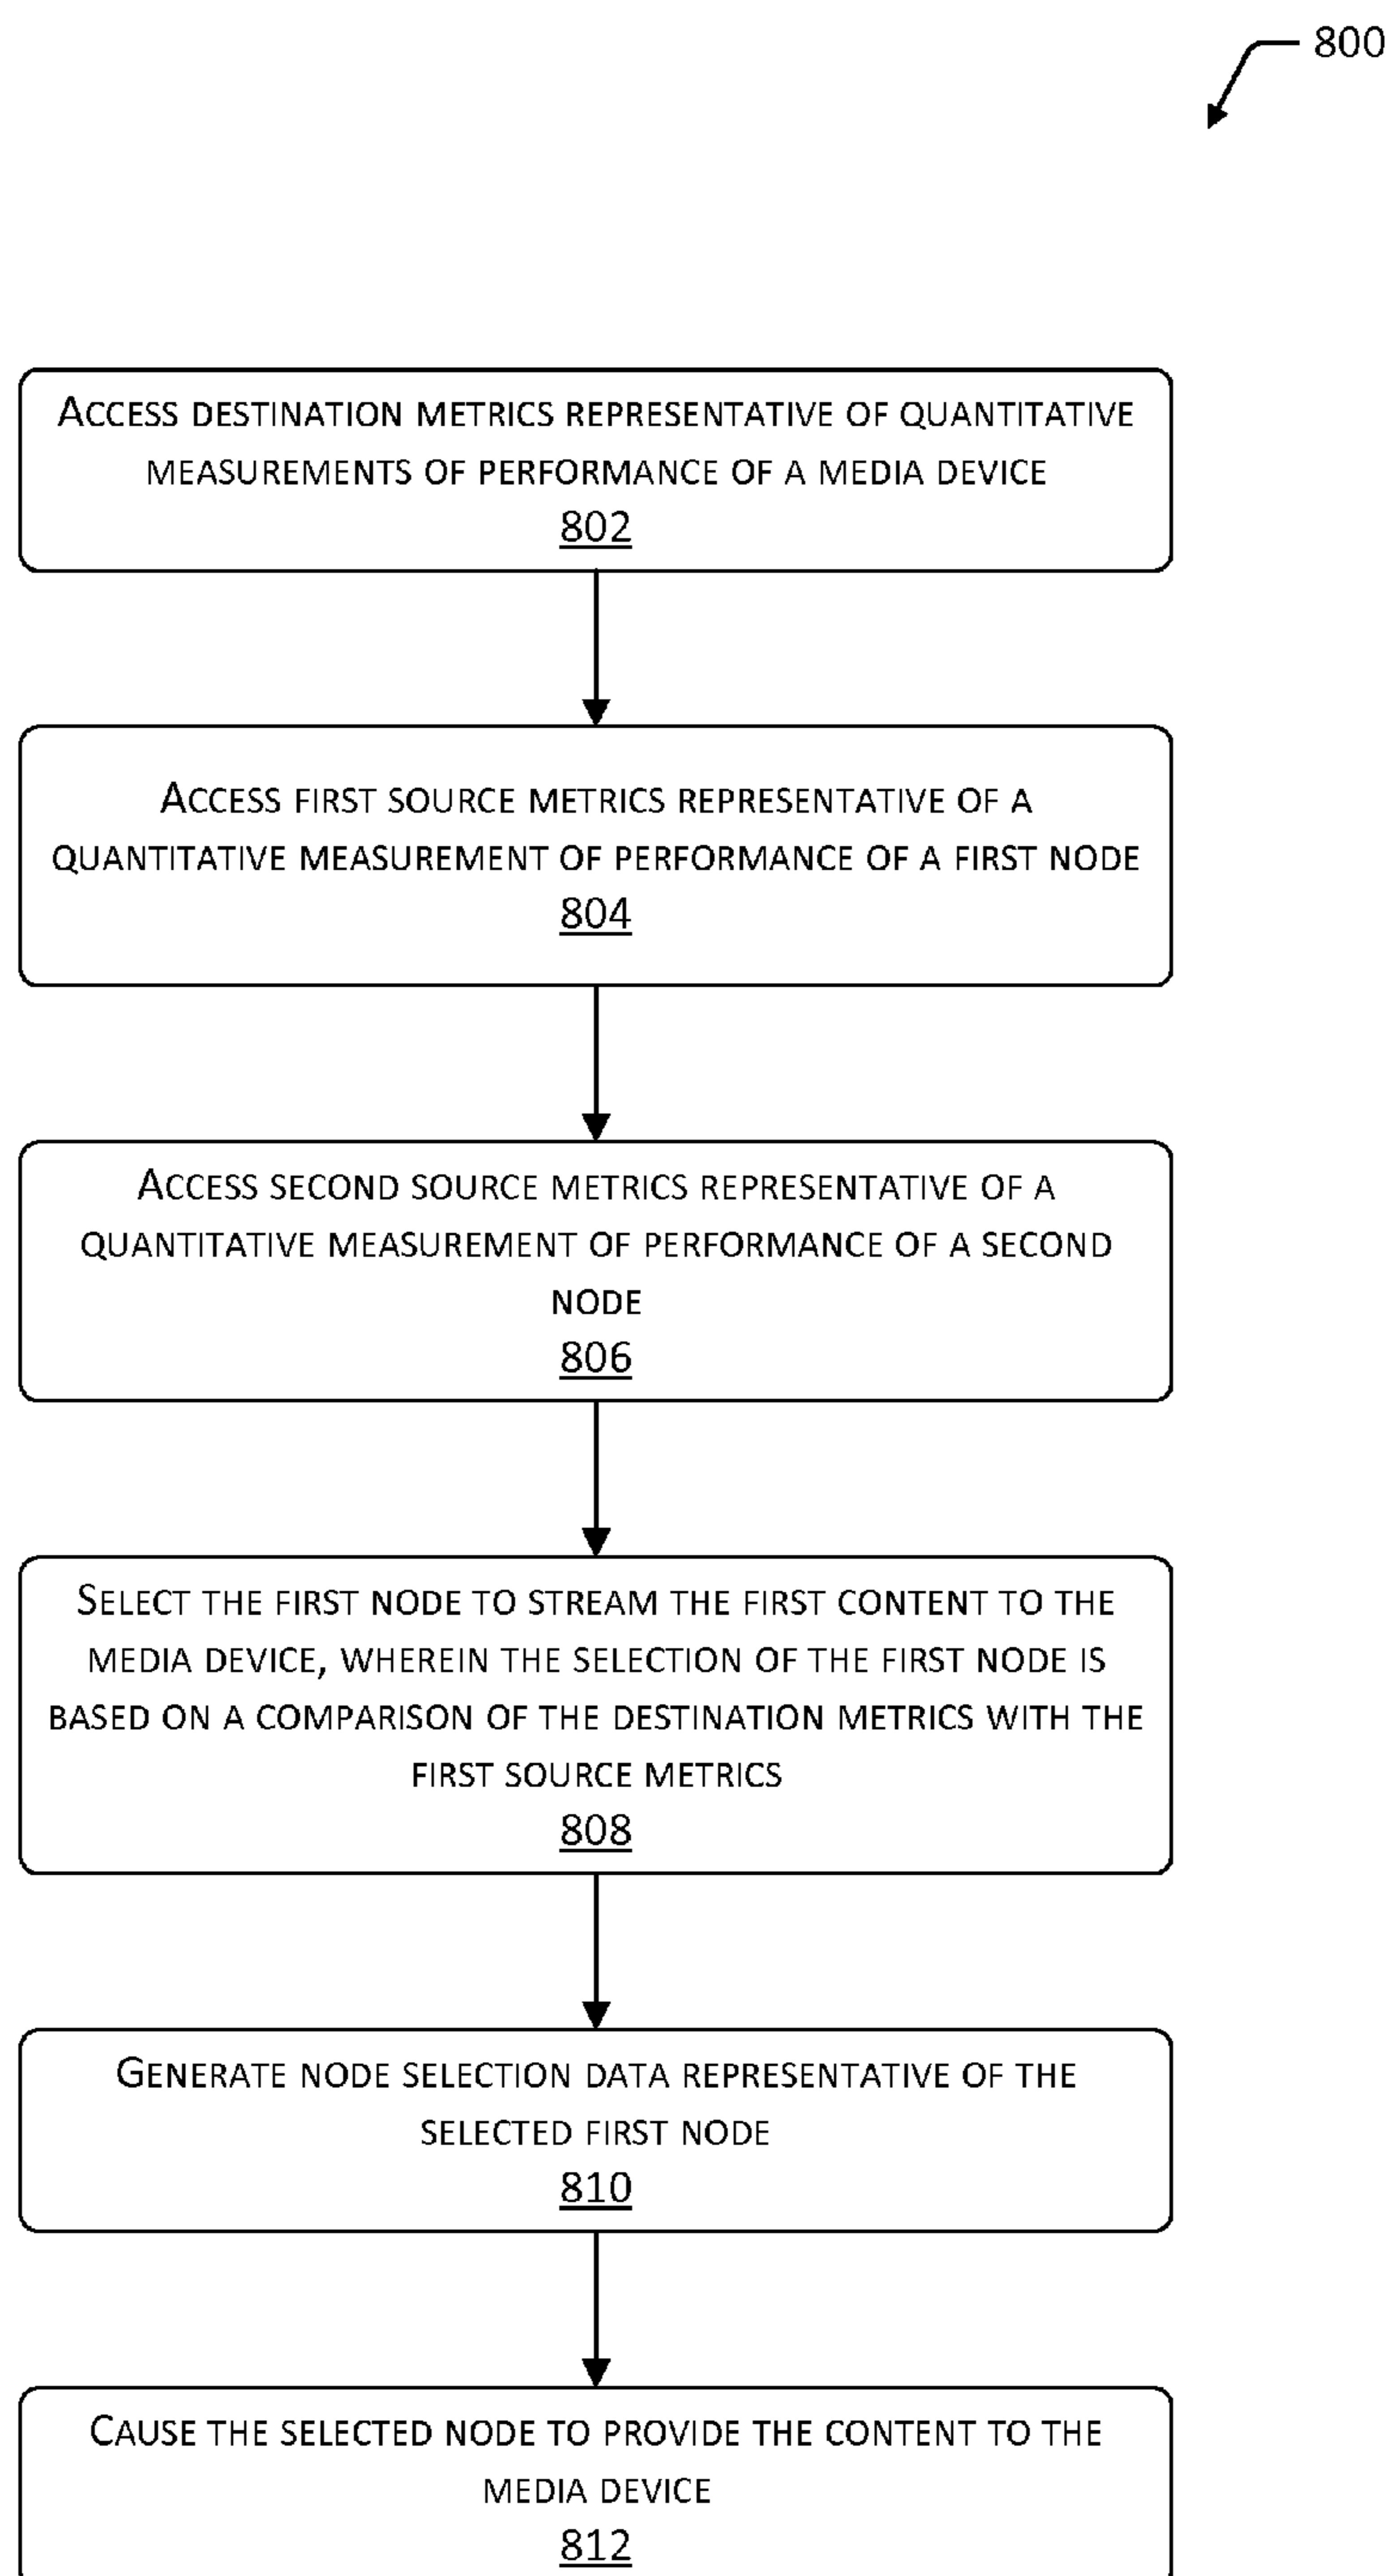 800
Access destination metrics representative of quantitative
measurements of performance of a media device
802
Access first source metrics representative of a
quantitative measurement of performance of a first node
804
Access second source metrics representative of a
quantitative measurement of performance of a second
node
806
Select the first node to stream the first content to the
media device, wherein the selection of the first node is
based on a comparison of the destination metrics with the
first source metrics
808
Generate node selection data representative of the
selected first node
810
Cause the selected node to provide the content to the
media device
812